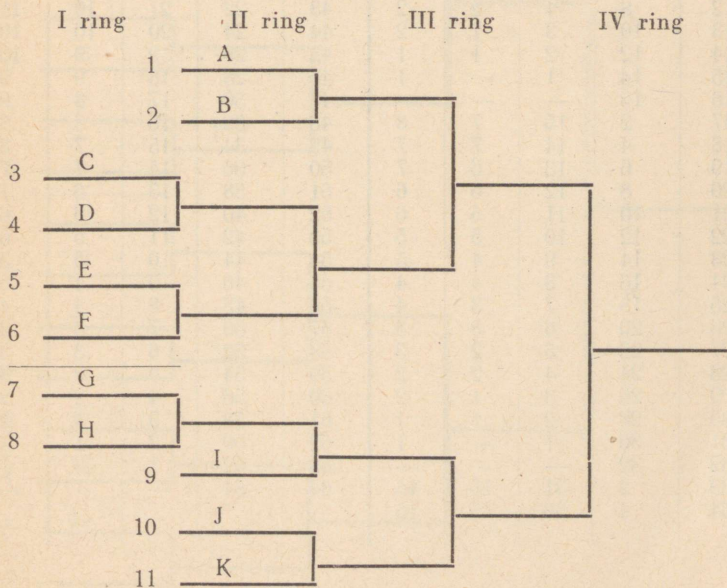 I ring II ring III ring IV ring
1 A
2 B
3 C
4 D
5 E
6 F
7 G
8 H
9 I
10 J
11 K